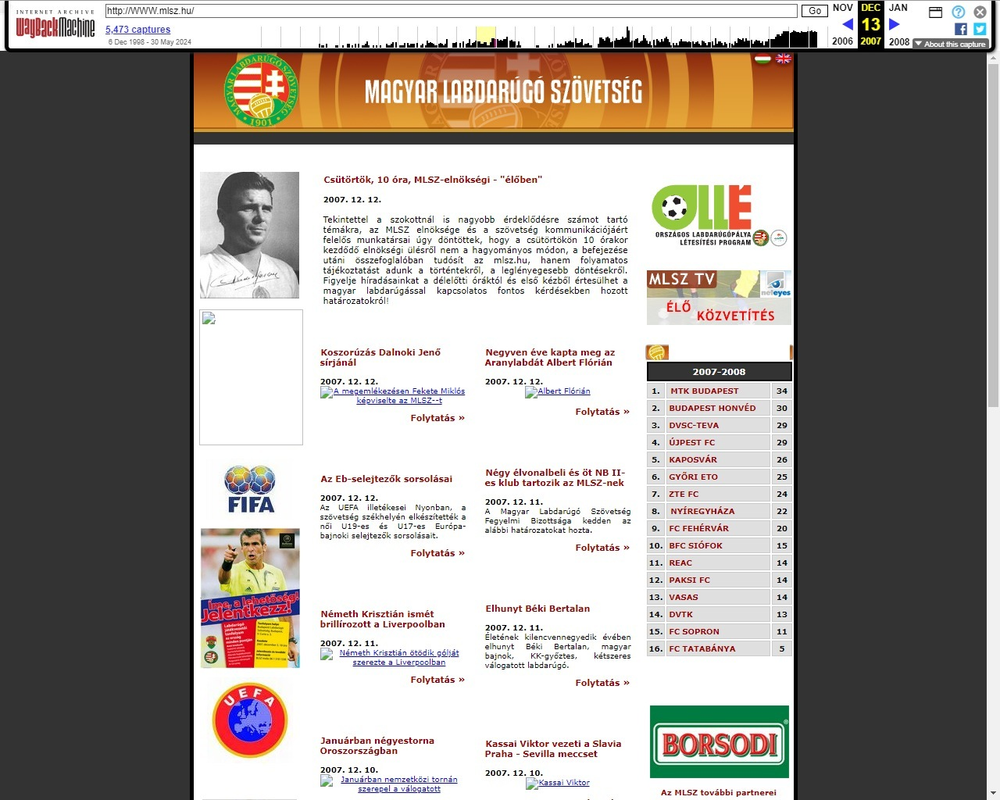 INTERNET ARCHIVE
WayBackMachine
http://WWW.mlsz.hu/
Go
5,473 captures
6 Dec 1998 - 30 May 2024
NOV
DEC
JAN
13
2006
2007
2008
About this capture
MAGYAR LABDARÚGÓ SZÖVETSÉG
MAGYAR LABDARÚGÓ SZÖVETSÉG
1901
Csütörtök, 10 óra, MLSZ-elnökségi - "élőben"
2007. 12. 12.
Tekintettel a szokottnál is nagyobb érdeklődésre számot tartó
témákra, az MLSZ elnöksége és a szövetség kommunikációjáért
felelős munkatársai úgy döntöttek, hogy a csütörtökön 10 órakor
kezdődő elnökségi ülésről nem a hagyományos módon, a befejezése
utáni összefoglalóban tudósít az mlsz.hu, hanem folyamatos
tájékoztatást adunk a történtekről, a leglényegesebb döntésekről.
Figyelje híradásainkat a délelőtti óráktól és első kézből értesülhet a
magyar labdarúgással kapcsolatos fontos kérdésekben hozott
határozatokról!
Koszorúzás Dalnoki Jenő
sírjánál
2007. 12. 12.
A megemlékezésen Fekete Miklós
képviselte az MLSZ--t
Folytatás »
Negyven éve kapta meg az
Aranylabdát Albert Flórián
2007. 12. 12.
Albert Flórián
Folytatás »
Az Eb-selejtezők sorsolásai
2007. 12. 12.
Az UEFA illetékesei Nyonban, a
szövetség székhelyén elkészítették a
női U19-es és U17-es Európa-
bajnoki selejtezők sorsolásait.
Folytatás »
Négy élvonalbeli és öt NB II-
es klub tartozik az MLSZ-nek
2007. 12. 11.
A Magyar Labdarúgó Szövetség
Fegyelmi Bizottsága kedden az
alábbi határozatokat hozta.
Folytatás »
Németh Krisztián ismét
brillírozott a Liverpoolban
2007. 12. 11.
Németh Krisztián ötödik gólját
szerezte a Liverpoolban
Folytatás »
Elhunyt Béki Bertalan
2007. 12. 11.
Életének kilencvennegyedik évében
elhunyt Béki Bertalan, magyar
bajnok, KK-győztes, kétszeres
válogatott labdarúgó.
Folytatás »
Januárban négyestorna
Oroszországban
2007. 12. 10.
Januárban nemzetközi tornán
szerepel a válogatott
Kassai Viktor vezeti a Slavia
Praha - Sevilla meccset
2007. 12. 10.
Kassai Viktor
FIFA
Íme, a lehetőség!
Jelentkezz!
UEFA
OLLÉ
ORSZÁGOS LABDARÚGÓPÁLYA
LÉTESÍTÉSI PROGRAM
MLSZ TV
neteyes
ÉLŐ
KÖZVETÍTÉS
2007-2008
1. MTK BUDAPEST 34
2. BUDAPEST HONVÉD 30
3. DVSC-TEVA 29
4. ÚJPEST FC 29
5. KAPOSVÁR 26
6. GYŐRI ETO 25
7. ZTE FC 24
8. NYÍREGYHÁZA 22
9. FC FEHÉRVÁR 20
10. BFC SIÓFOK 15
11. REAC 14
12. PAKSI FC 14
13. VASAS 14
14. DVTK 13
15. FC SOPRON 11
16. FC TATABÁNYA 5
BORSODI
Az MLSZ további partnerei